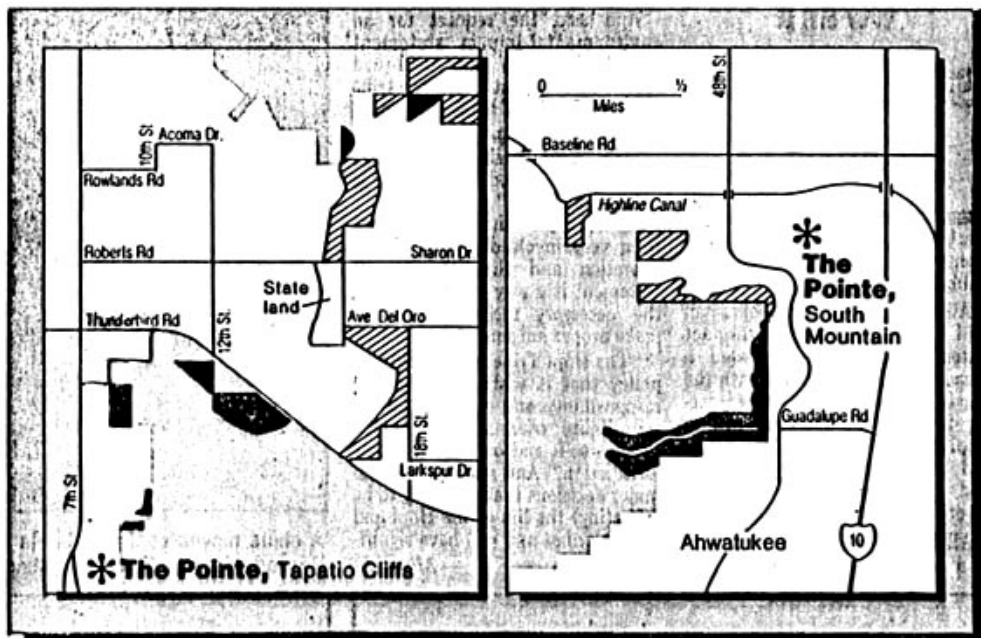 10th St.
Acoma Dr.
Rowlands Rd
Roberts Rd
Sharon Dr.
State
land
Thunderbird Rd
12th St.
Ave Del Oro
18th St.
Larkspur Dr.
7th St
* The Pointe, Tapatio Cliffs
0 ½
Miles
48th St.
Baseline Rd.
Highline Canal
*
The
Pointe,
South
Mountain
Guadalupe Rd.
Ahwatukee
10